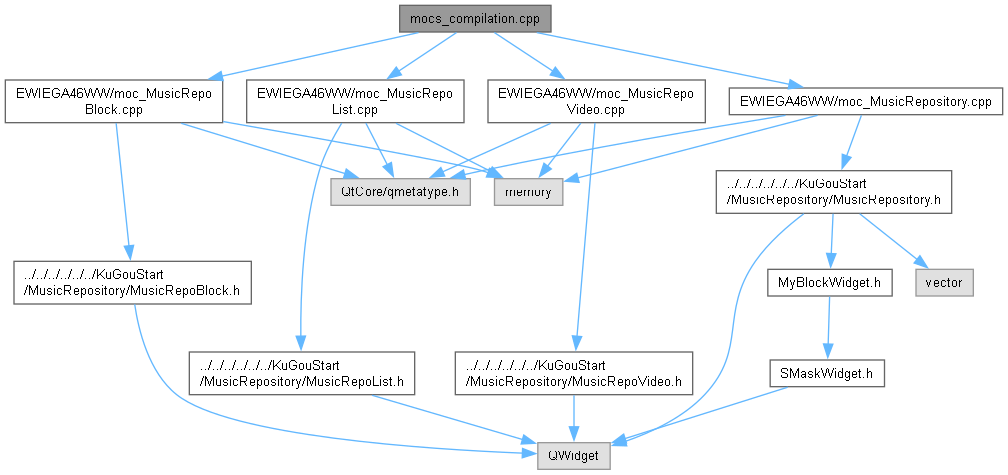 mocs_compilation.cpp
EWIEGA46WW/moc_MusicRepo
Block.cpp
EWIEGA46WW/moc_MusicRepo
List.cpp
EWIEGA46WW/moc_MusicRepo
Video.cpp
EWIEGA46WW/moc_MusicRepository.cpp
QtCore/qmetatype.h
memory
../../../../../../KuGouStart
/MusicRepository/MusicRepository.h
../../../../../../KuGouStart
/MusicRepository/MusicRepoBlock.h
MyBlockWidget.h
vector
../../../../../../KuGouStart
/MusicRepository/MusicRepoList.h
../../../../../../KuGouStart
/MusicRepository/MusicRepoVideo.h
SMaskWidget.h
QWidget